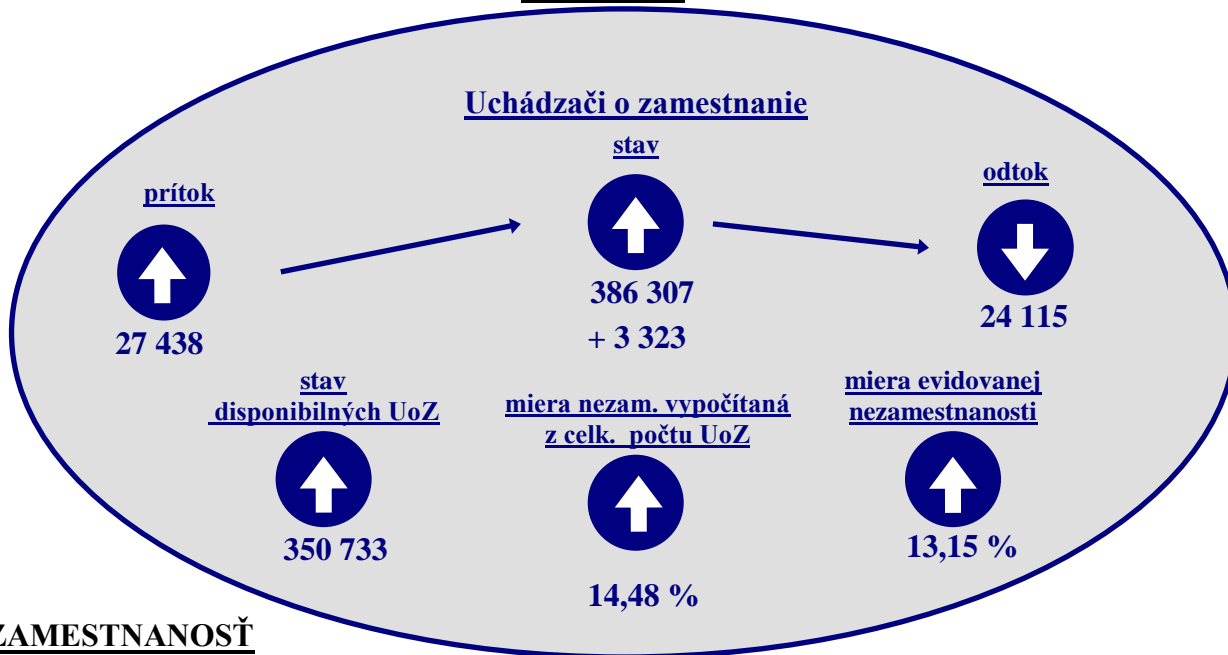 Uchádzači o zamestnanie
stav
prítok
odtok
386 307
+ 3 323
27 438
24 115
stav
disponibilných UoZ
miera nezam. vypočítaná
z celk. počtu UoZ
miera evidovanej
nezamestnanosti
350 733
14,48 %
13,15 %
ZAMESTNANOSŤ